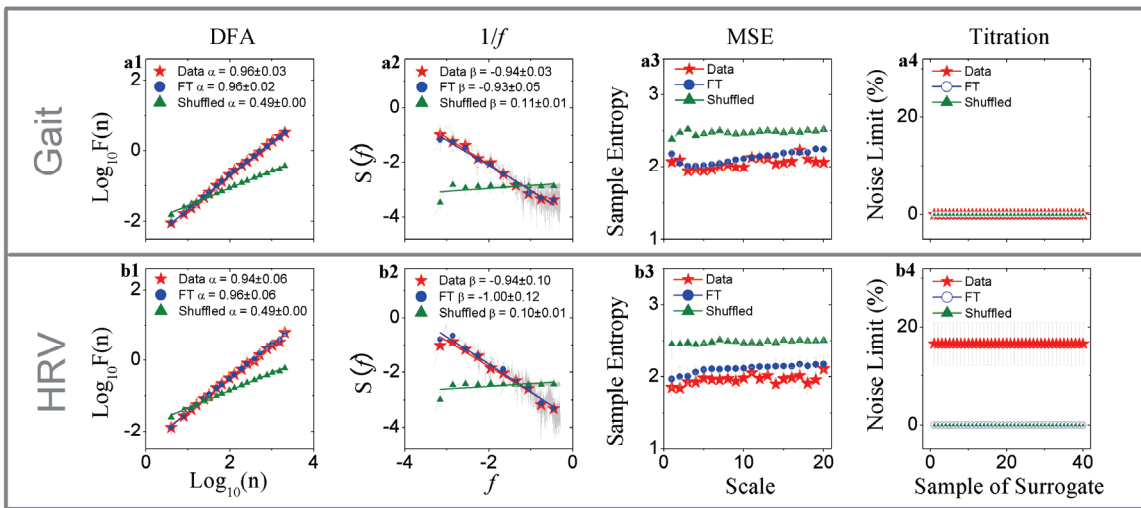 DFA
1/f
MSE
Titration
Gait
a1
Data α = 0.96±0.03
FT α = 0.96±0.02
Shuffled α = 0.49±0.00
Log10F(n)
2
0
-2
a2
Data β = -0.94±0.03
FT β = -0.93±0.05
Shuffled β = 0.11±0.01
S(f)
0
-2
-4
a3
Data
FT
Shuffled
Sample Entropy
3
2
1
a4
Data
FT
Shuffled
Noise Limit (%)
20
0
HRV
b1
Data α = 0.94±0.06
FT α = 0.96±0.06
Shuffled α = 0.49±0.00
Log10F(n)
2
0
-2
0
2
4
Log10(n)
b2
Data β = -0.94±0.10
FT β = -1.00±0.12
Shuffled β = 0.10±0.01
S(f)
0
-2
-4
-4
-2
0
f
b3
Data
FT
Shuffled
Sample Entropy
3
2
1
0
10
20
Scale
b4
Data
FT
Shuffled
Noise Limit (%)
20
0
0
20
40
Sample of Surrogate